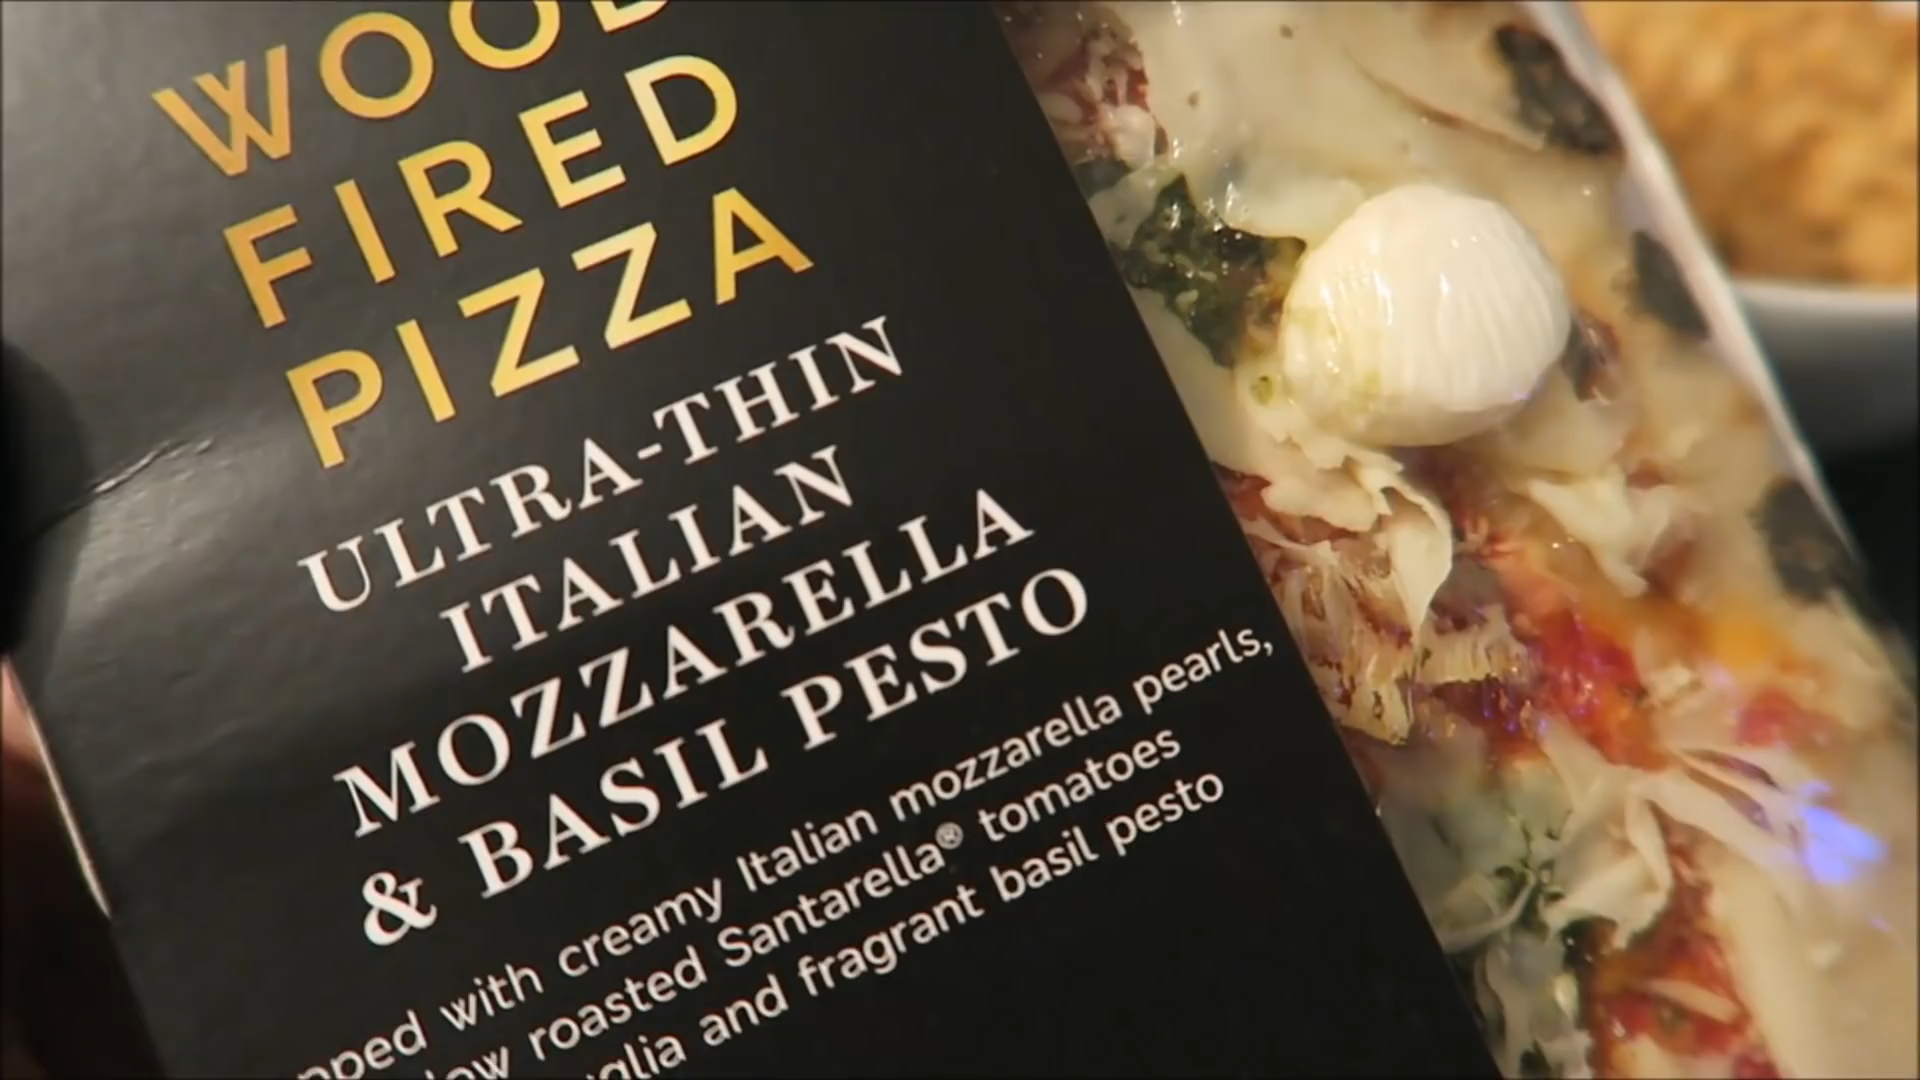 WOOD
FIRED
PIZZA
ULTRA-THIN
ITALIAN
MOZZARELLA
& BASIL PESTO
with creamy Italian mozzarella pearls,
roasted Santarella® tomatoes
and fragrant basil pesto